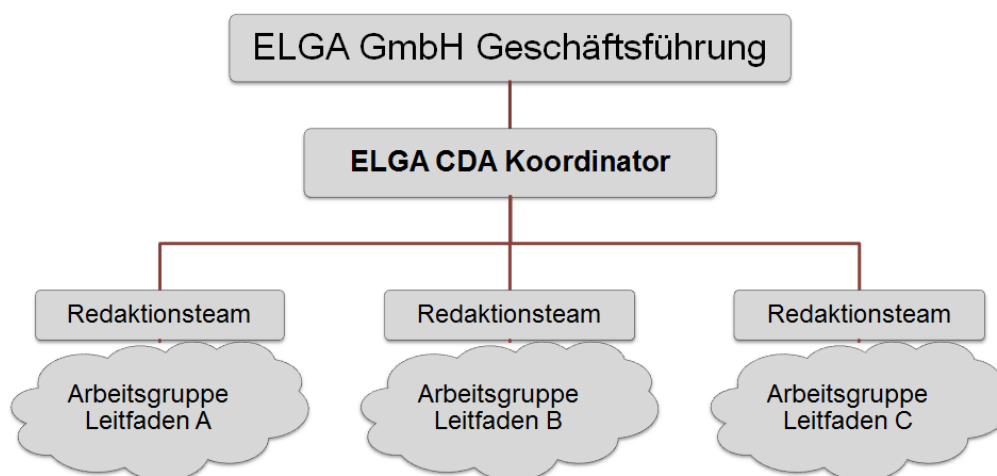 ELGA GmbH Geschäftsführung
ELGA CDA Koordinator
Redaktionsteam
Redaktionsteam
Redaktionsteam
Arbeitsgruppe
Leitfaden A
Arbeitsgruppe
Leitfaden B
Arbeitsgruppe
Leitfaden C